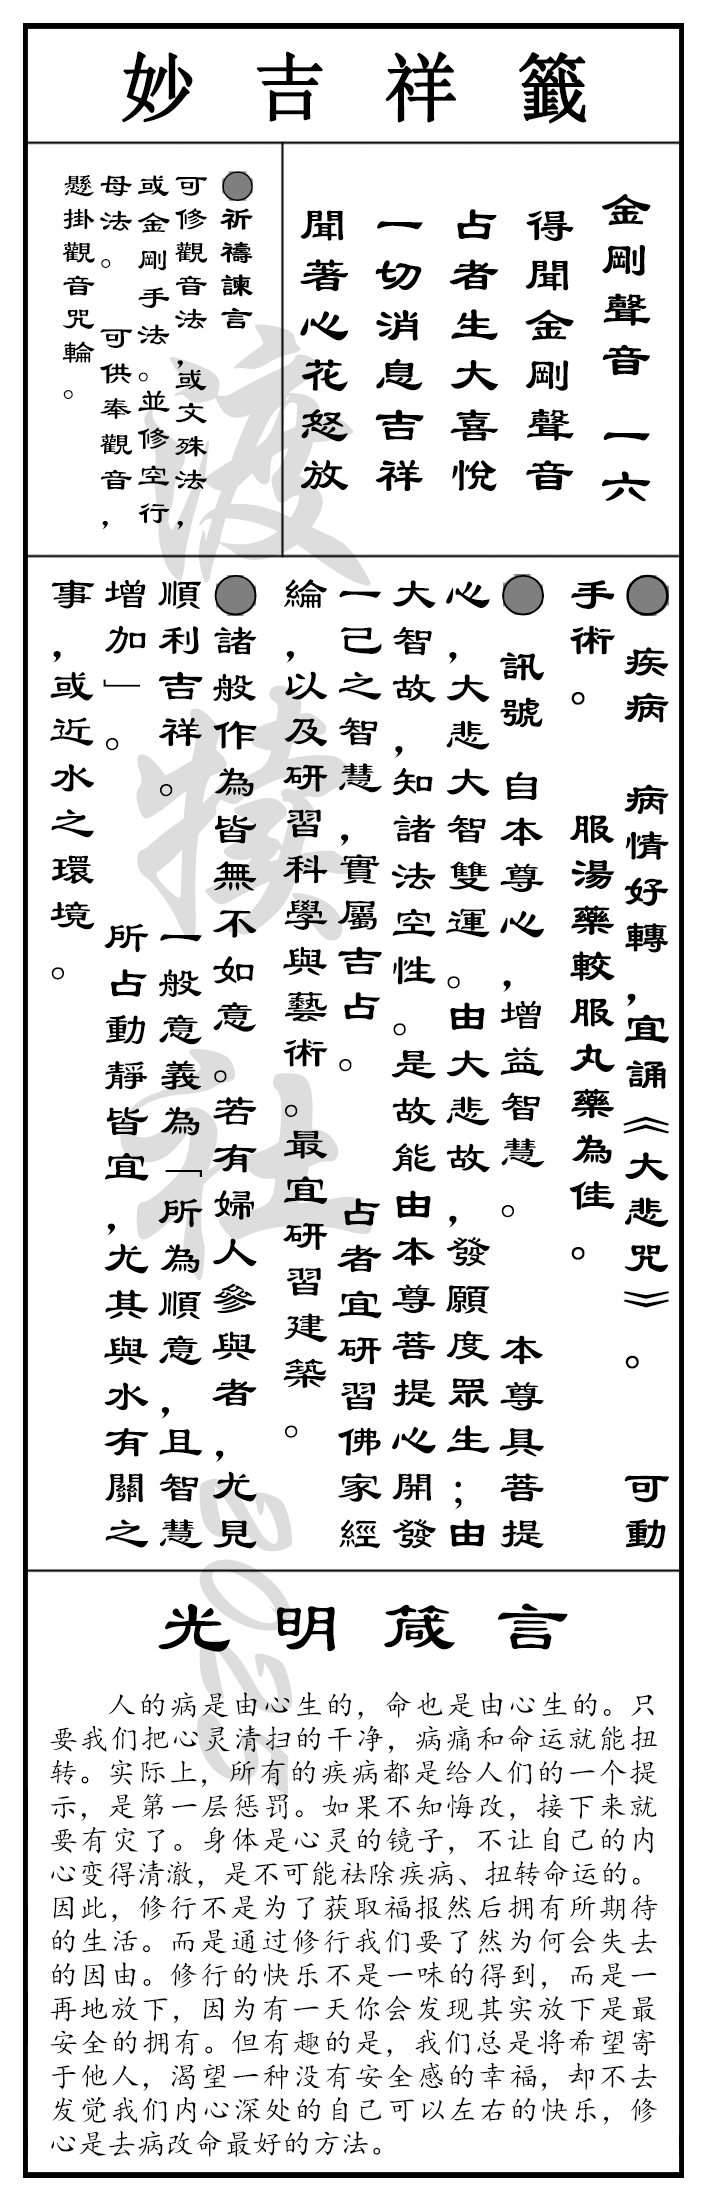 妙吉祥籤
金剛聲音 一六
得聞金剛聲音
占者生大喜悅
一切消息吉祥
聞著心花怒放
●祈禱諫言
可修觀音法,或文殊法,
或金剛手法。並修空行
母法。 可供奉觀音,
懸掛觀音咒輪。
● 疾病 病情好轉,宜誦《大悲咒》。 可動
手術。 服湯藥較服丸藥為佳。
● 訊號 自本尊心,增益智慧。 本尊具菩提
心,大悲大智雙運。由大悲故,發願度眾生;由
大智故,知諸法空性。是故能由本尊菩提心開發
一己之智慧,實屬吉占。 占者宜研習佛家經
綸,以及研習科學與藝術。最宜研習建築。
●諸般作為皆無不如意。若有婦人參與者,尤見
順利吉祥。 一般意義為「所為順意,且智慧
增加」。 所占動靜皆宜,尤其與水有關之
事,或近水之環境。
光明箴言
人的病是由心生的，命也是由心生的。只
要我们把心灵清扫的干净，病痛和命运就能扭
转。实际上，所有的疾病都是给人们的一个提
示，是第一层惩罚。如果不知悔改，接下来就
要有灾了。身体是心灵的镜子，不让自己的内
心变得清澈，是不可能祛除疾病、扭转命运的。
因此，修行不是为了获取福报然后拥有所期待
的生活。而是通过修行我们要了然为何会失去
的因由。修行的快乐不是一味的得到，而是一
再地放下，因为有一天你会发现其实放下是最
安全的拥有。但有趣的是，我们总是将希望寄
于他人，渴望一种没有安全感的幸福，却不去
发觉我们内心深处的自己可以左右的快乐，修
心是去病改命最好的方法。
渡犊社